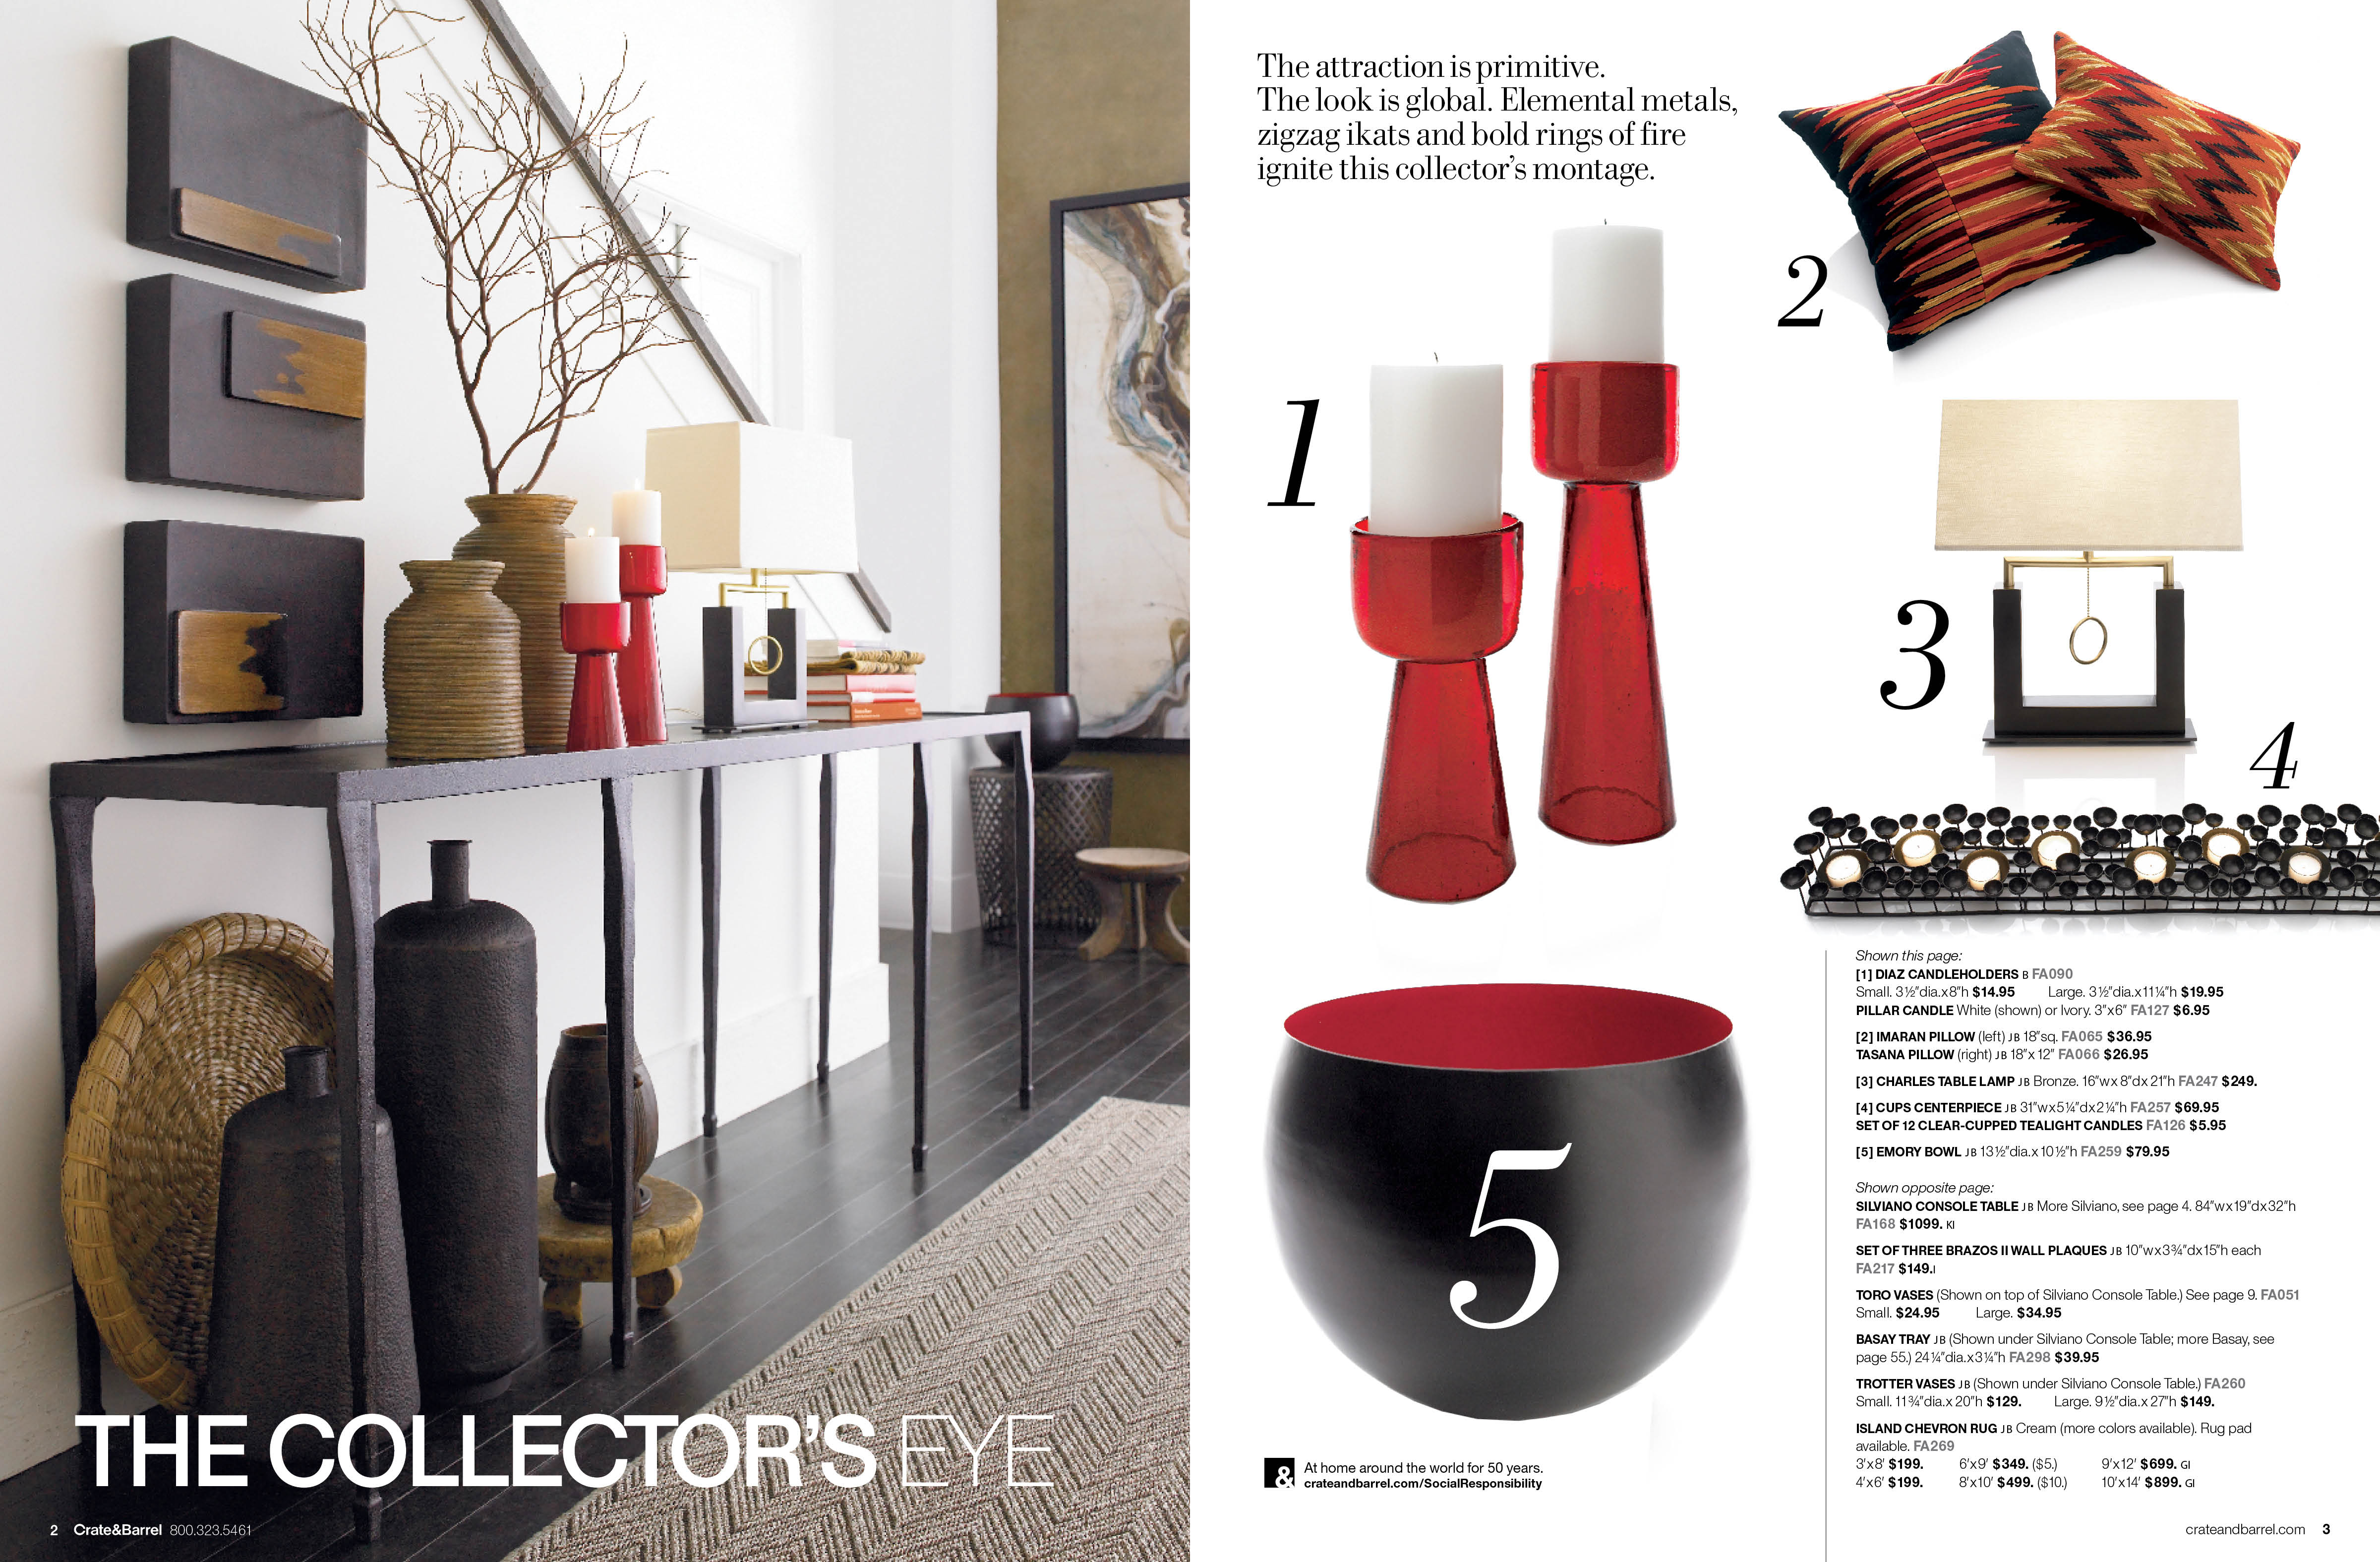 THE COLLECTOR'S EYE
2 Crate&Barrel 800.323.5461
The attraction is primitive.
The look is global. Elemental metals,
zigzag ikats and bold rings of fire
ignite this collector's montage.
1
2
3
4
5
At home around the world for 50 years.
crateandbarrel.com/SocialResponsibility
Shown this page:
[1] DIAZ CANDLEHOLDERS B FA090
Small. 3½"dia.x8"h $14.95 Large. 3½"dia.x11¼"h $19.95
PILLAR CANDLE White (shown) or Ivory. 3"x6" FA127 $6.95
[2] IMARAN PILLOW (left) JB 18"sq. FA065 $36.95
TASANA PILLOW (right) JB 18"x 12" FA066 $26.95
[3] CHARLES TABLE LAMP JB Bronze. 16"wx 8"dx 21"h FA247 $249.
[4] CUPS CENTERPIECE JB 31"wx5¼"dx2¼"h FA257 $69.95
SET OF 12 CLEAR-CUPPED TEALIGHT CANDLES FA126 $5.95
[5] EMORY BOWL JB 13½"dia.x 10½"h FA259 $79.95
Shown opposite page:
SILVIANO CONSOLE TABLE JB More Silviano, see page 4. 84"wx19"dx32"h
FA168 $1099. KI
SET OF THREE BRAZOS II WALL PLAQUES JB 10"wx3¾"dx15"h each
FA217 $149.I
TORO VASES (Shown on top of Silviano Console Table.) See page 9. FA051
Small. $24.95 Large. $34.95
BASAY TRAY JB (Shown under Silviano Console Table; more Basay, see
page 55.) 24¼"dia.x3¼"h FA298 $39.95
TROTTER VASES JB (Shown under Silviano Console Table.) FA260
Small. 11¾"dia.x 20"h $129. Large. 9½"dia.x 27"h $149.
ISLAND CHEVRON RUG JB Cream (more colors available). Rug pad
available. FA269
3'x8' $199. 6'x9' $349. ($5.) 9'x12' $699. GI
4'x6' $199. 8'x10' $499. ($10.) 10'x14' $899. GI
crateandbarrel.com 3